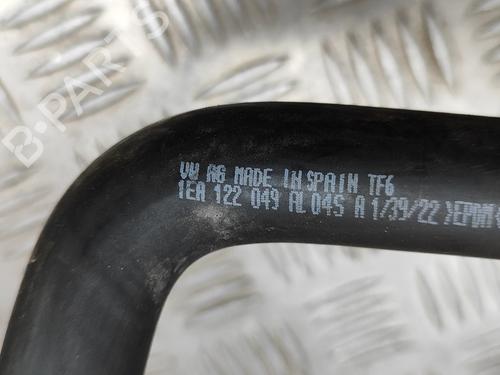 VW AG MADE IN SPAIN TF6
1EA 122 049 AL 04S A 1/39/22 >EPDM
B-Parts